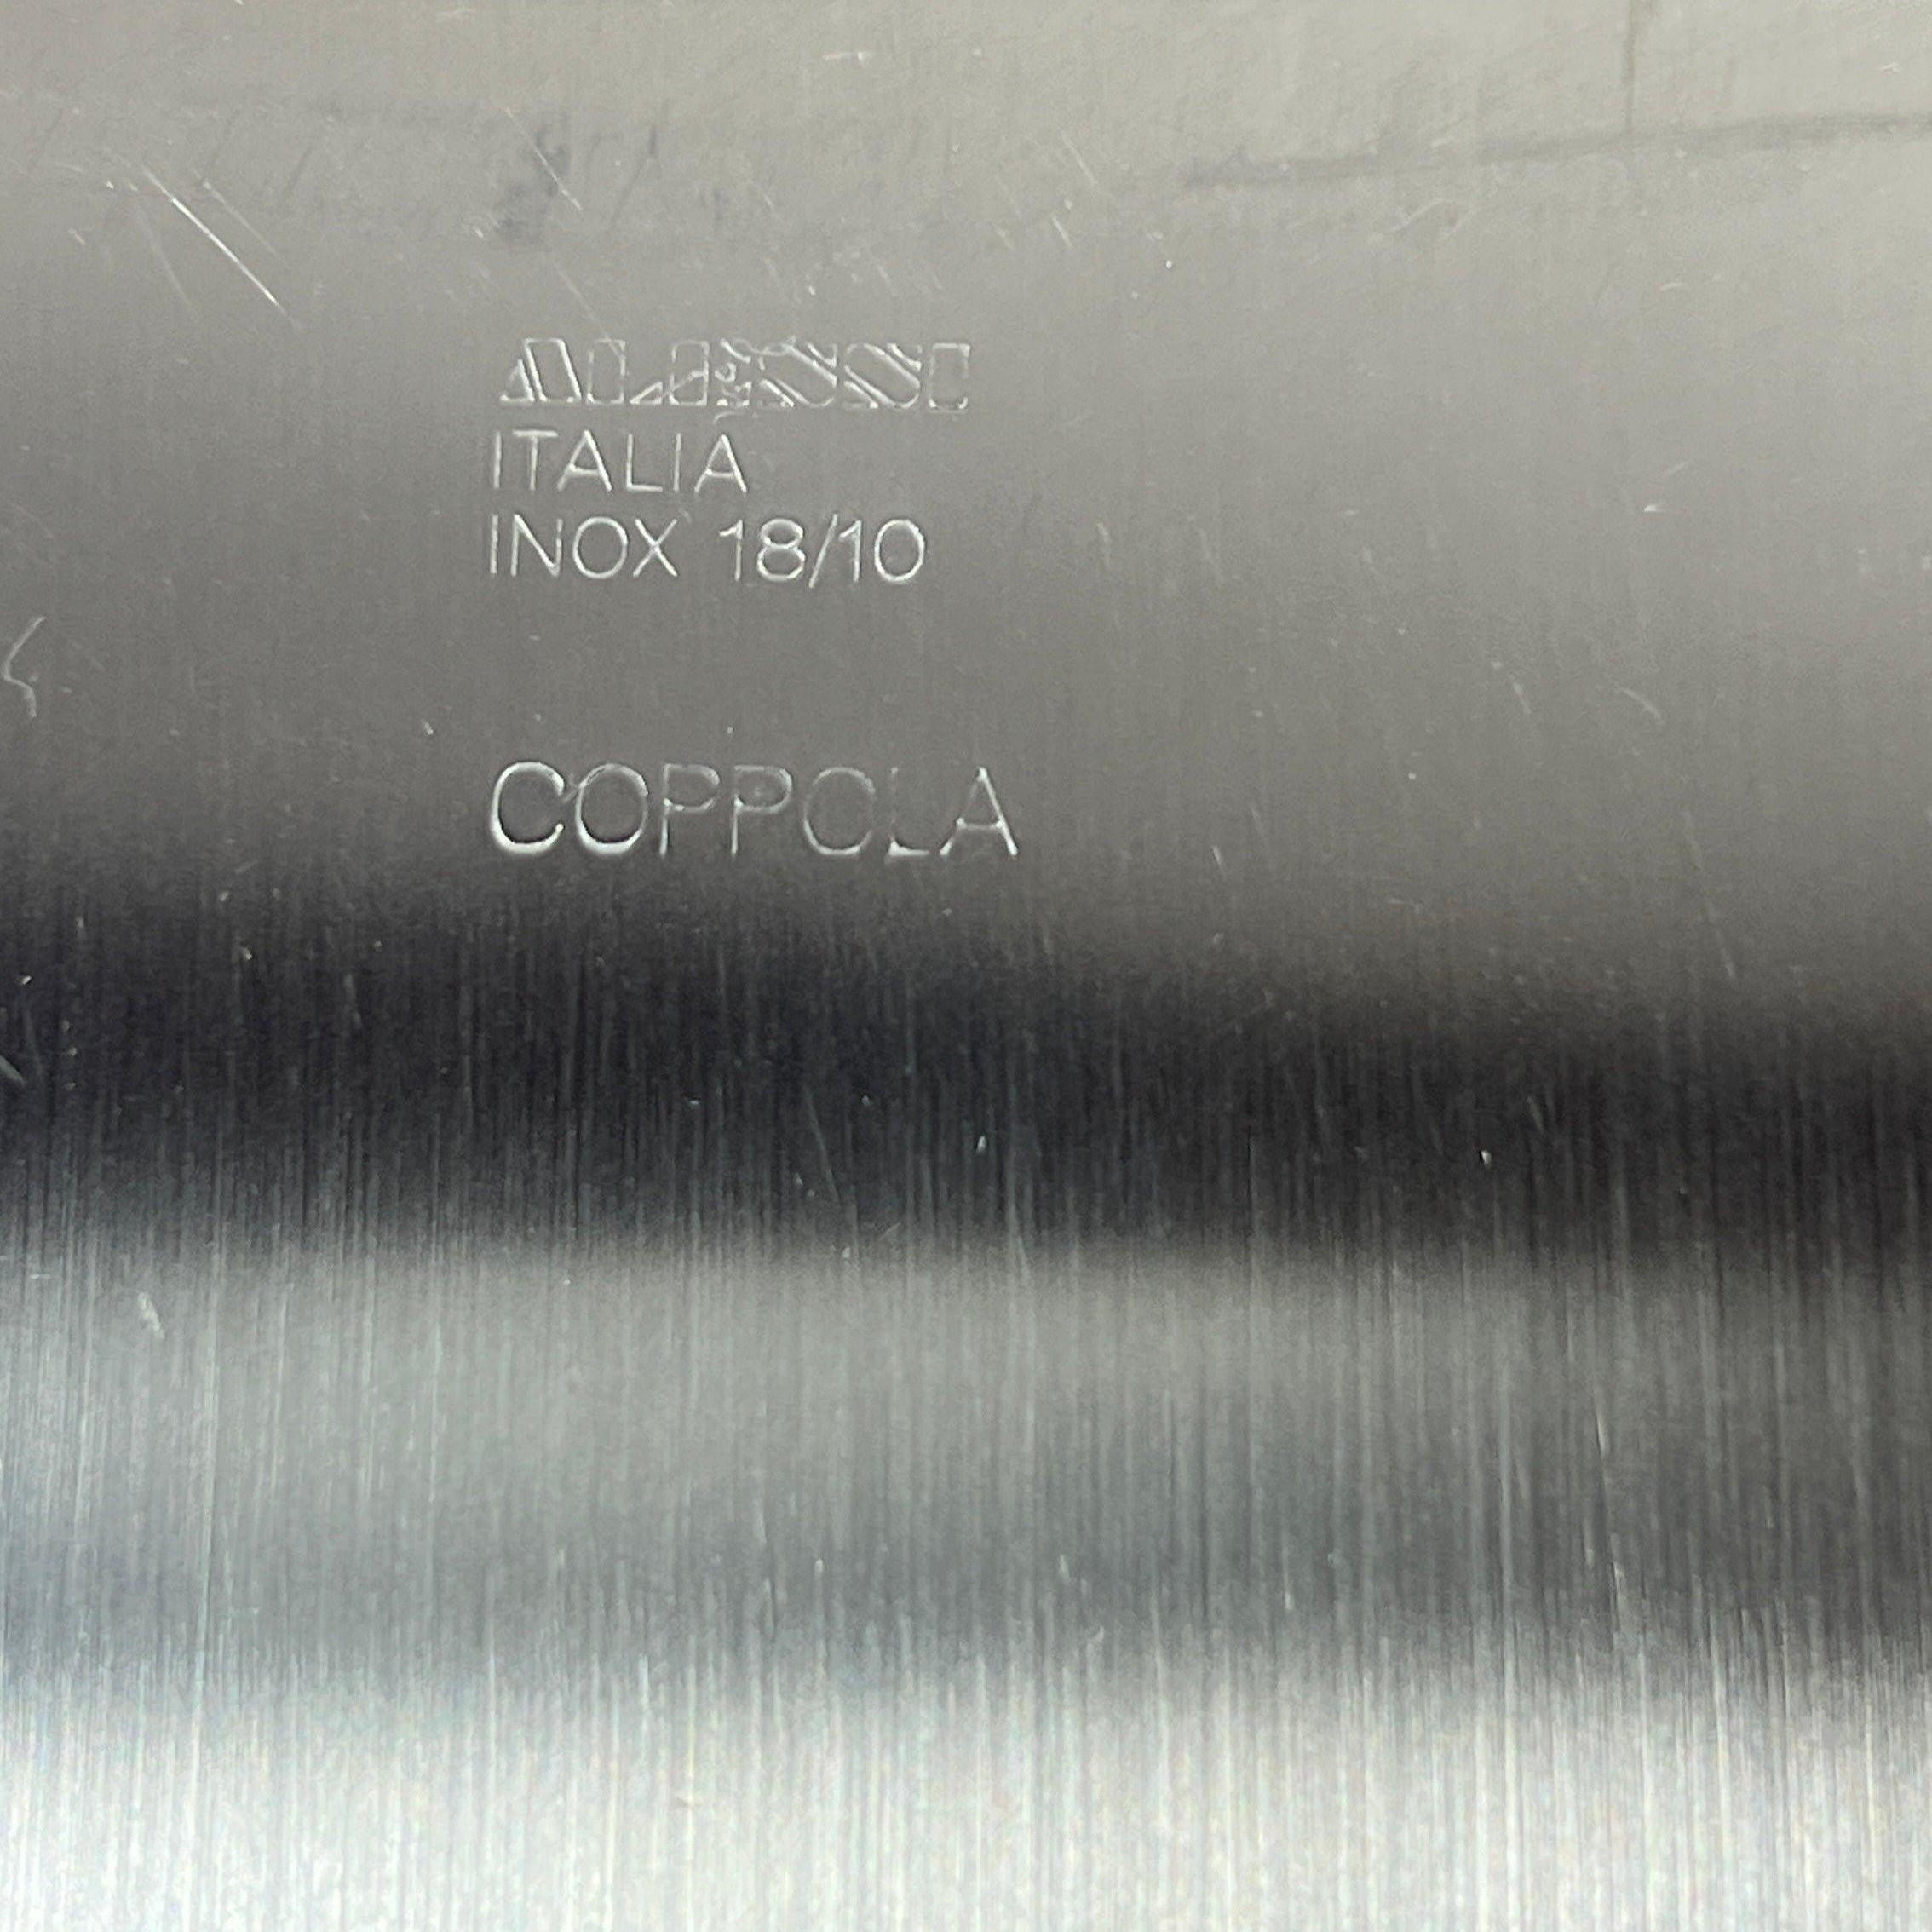 ALESSI
ITALIA
INOX 18/10
COPPOLA